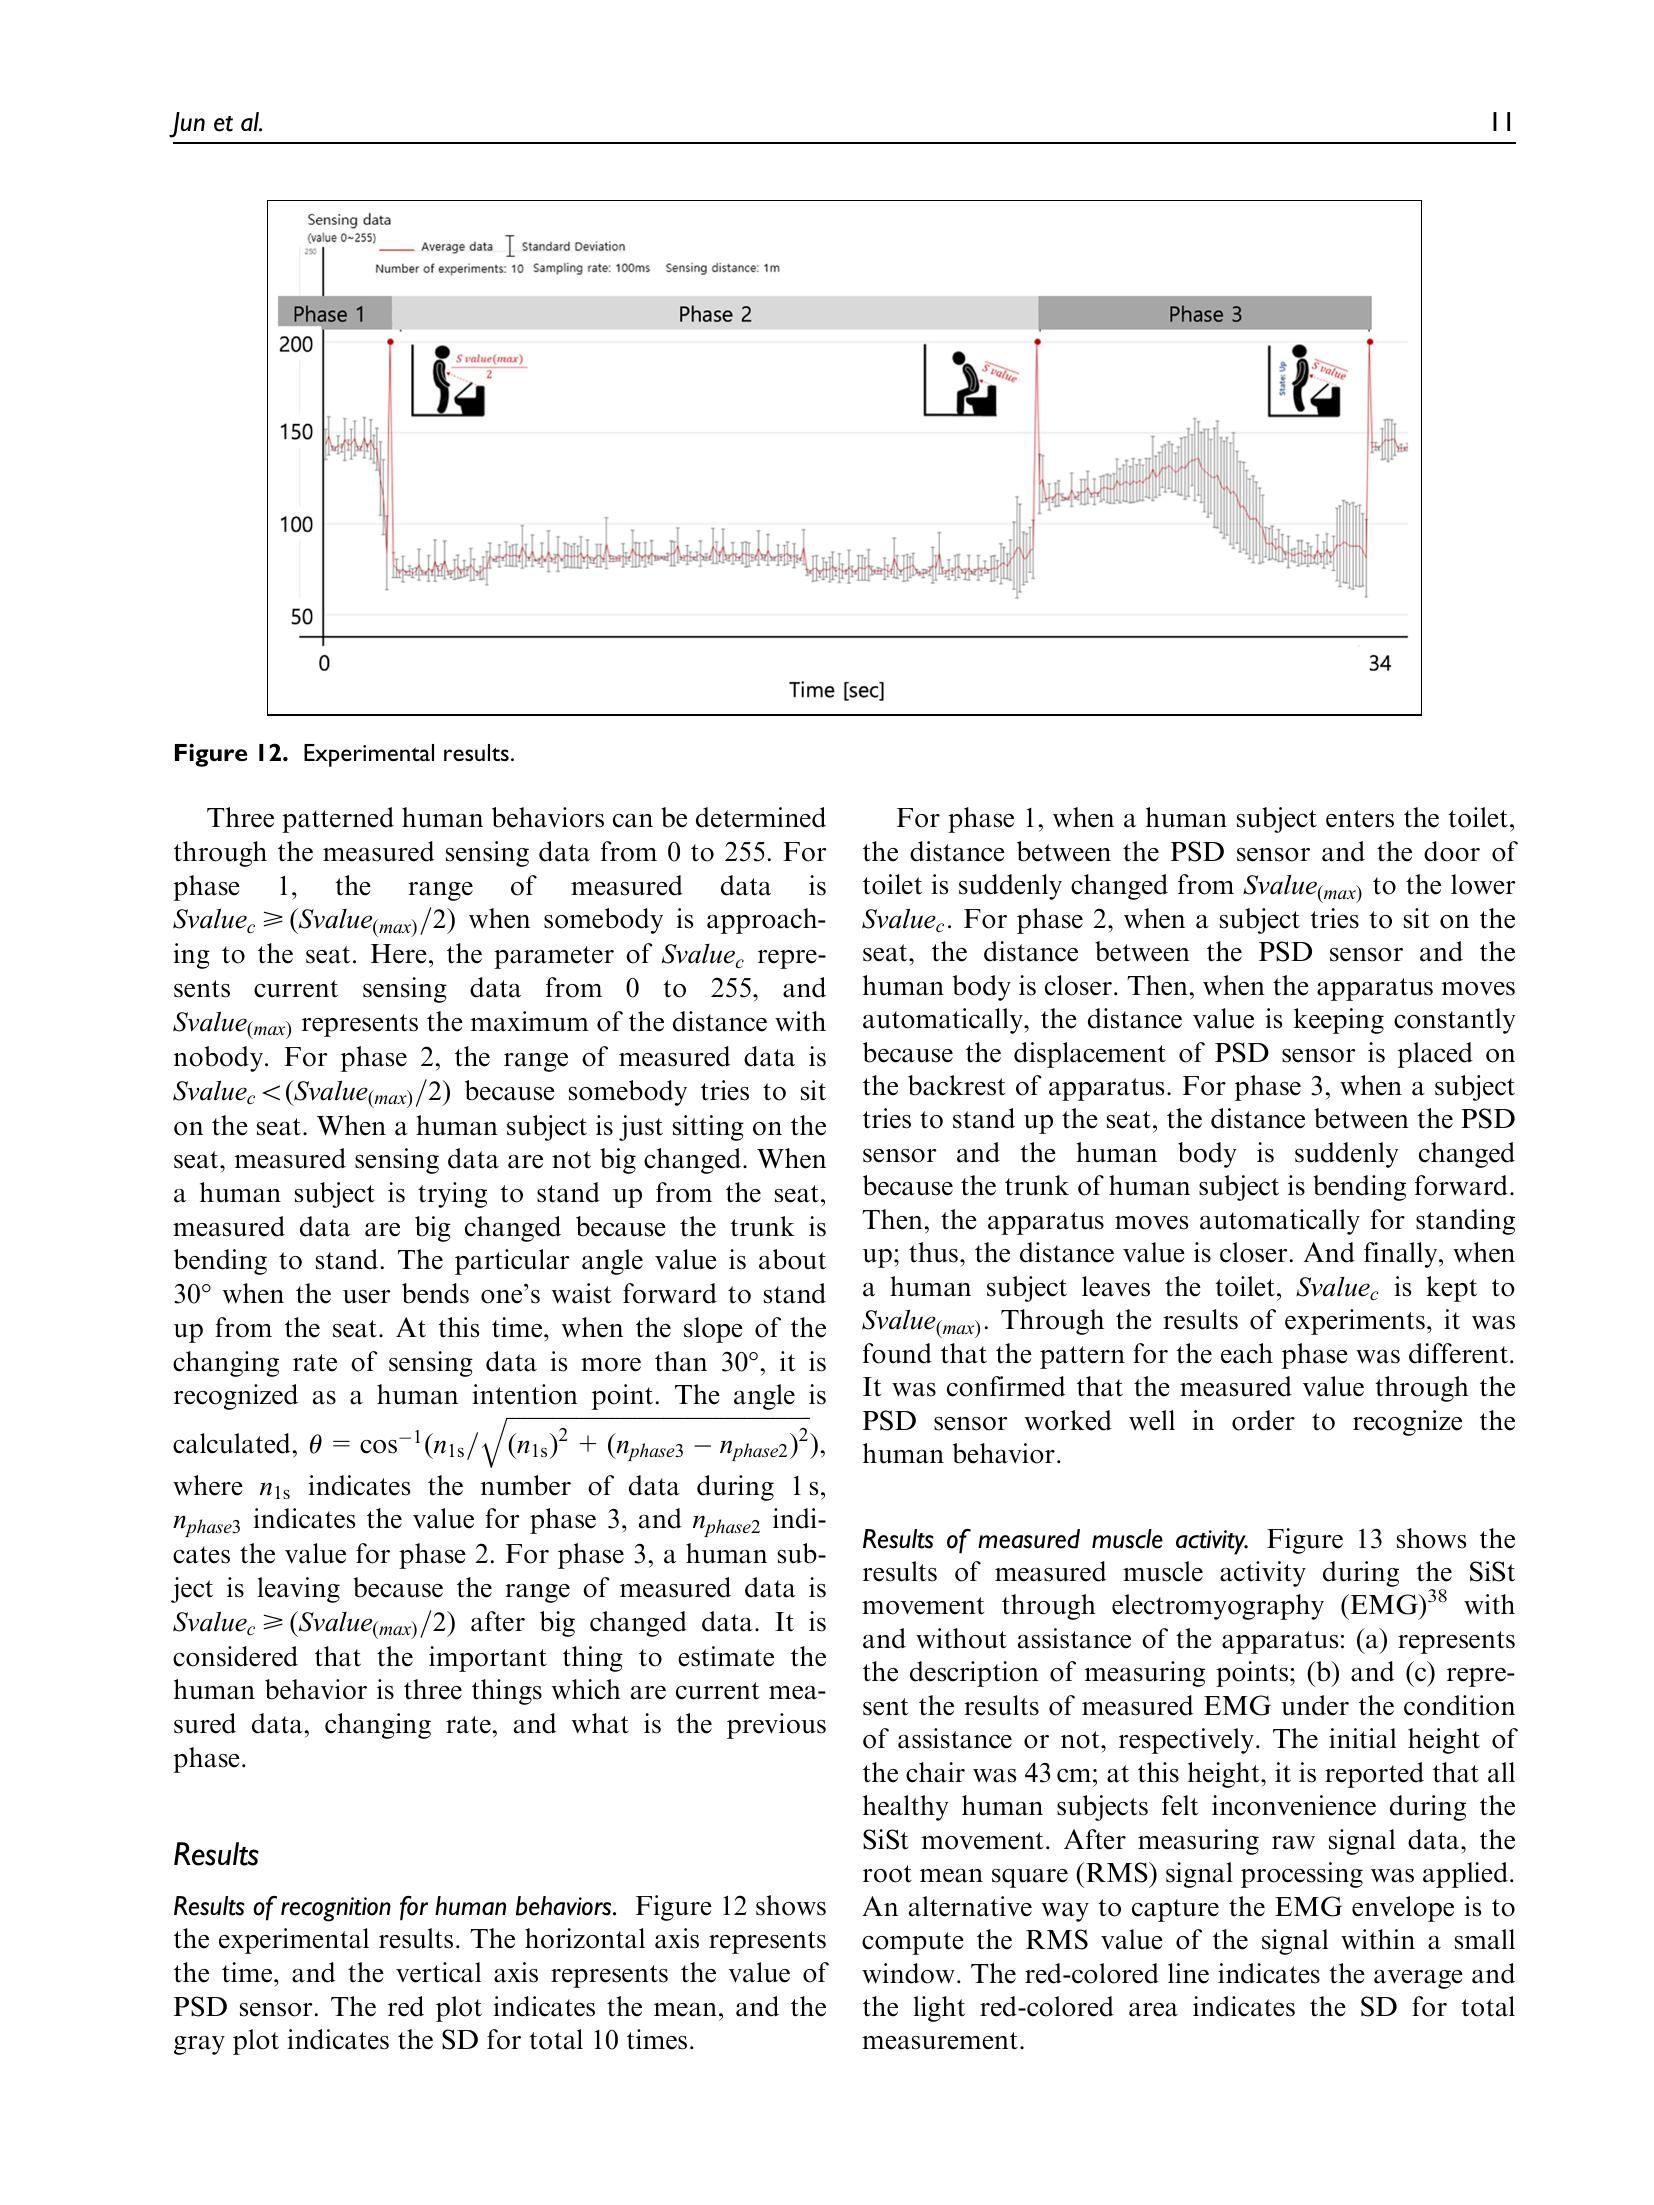 Jun et al.
11
Sensing data
(value 0~255)
250
Average data
Standard Deviation
Number of experiments: 10 Sampling rate: 100ms Sensing distance: 1m
Phase 1
Phase 2
Phase 3
200
150
100
50
S value(max)
2
S value
State: Up
S value
0
34
Time [sec]
Figure 12. Experimental results.
Three patterned human behaviors can be determined
through the measured sensing data from 0 to 255. For
phase 1, the range of measured data is
Svalue_c ⩾ (Svalue_(max)/2) when somebody is approach-
ing to the seat. Here, the parameter of Svalue_c repre-
sents current sensing data from 0 to 255, and
Svalue_(max) represents the maximum of the distance with
nobody. For phase 2, the range of measured data is
Svalue_c < (Svalue_(max)/2) because somebody tries to sit
on the seat. When a human subject is just sitting on the
seat, measured sensing data are not big changed. When
a human subject is trying to stand up from the seat,
measured data are big changed because the trunk is
bending to stand. The particular angle value is about
30° when the user bends one's waist forward to stand
up from the seat. At this time, when the slope of the
changing rate of sensing data is more than 30°, it is
recognized as a human intention point. The angle is
calculated, θ = cos⁻¹(n_1s/√((n_1s)² + (n_phase3 − n_phase2)²)),
where n_1s indicates the number of data during 1 s,
n_phase3 indicates the value for phase 3, and n_phase2 indi-
cates the value for phase 2. For phase 3, a human sub-
ject is leaving because the range of measured data is
Svalue_c ⩾ (Svalue_(max)/2) after big changed data. It is
considered that the important thing to estimate the
human behavior is three things which are current mea-
sured data, changing rate, and what is the previous
phase.
Results
Results of recognition for human behaviors. Figure 12 shows
the experimental results. The horizontal axis represents
the time, and the vertical axis represents the value of
PSD sensor. The red plot indicates the mean, and the
gray plot indicates the SD for total 10 times.
For phase 1, when a human subject enters the toilet,
the distance between the PSD sensor and the door of
toilet is suddenly changed from Svalue_(max) to the lower
Svalue_c. For phase 2, when a subject tries to sit on the
seat, the distance between the PSD sensor and the
human body is closer. Then, when the apparatus moves
automatically, the distance value is keeping constantly
because the displacement of PSD sensor is placed on
the backrest of apparatus. For phase 3, when a subject
tries to stand up the seat, the distance between the PSD
sensor and the human body is suddenly changed
because the trunk of human subject is bending forward.
Then, the apparatus moves automatically for standing
up; thus, the distance value is closer. And finally, when
a human subject leaves the toilet, Svalue_c is kept to
Svalue_(max). Through the results of experiments, it was
found that the pattern for the each phase was different.
It was confirmed that the measured value through the
PSD sensor worked well in order to recognize the
human behavior.
Results of measured muscle activity. Figure 13 shows the
results of measured muscle activity during the SiSt
movement through electromyography (EMG)³⁸ with
and without assistance of the apparatus: (a) represents
the description of measuring points; (b) and (c) repre-
sent the results of measured EMG under the condition
of assistance or not, respectively. The initial height of
the chair was 43 cm; at this height, it is reported that all
healthy human subjects felt inconvenience during the
SiSt movement. After measuring raw signal data, the
root mean square (RMS) signal processing was applied.
An alternative way to capture the EMG envelope is to
compute the RMS value of the signal within a small
window. The red-colored line indicates the average and
the light red-colored area indicates the SD for total
measurement.